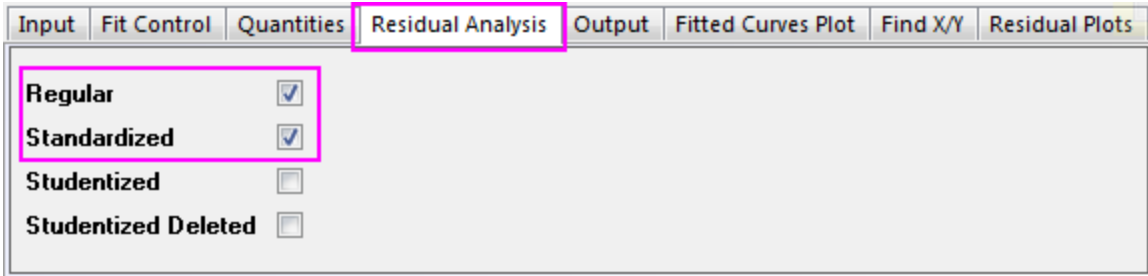 Input Fit Control Quantities Residual Analysis Output Fitted Curves Plot Find X/Y Residual Plots
Regular
Standardized
Studentized
Studentized Deleted